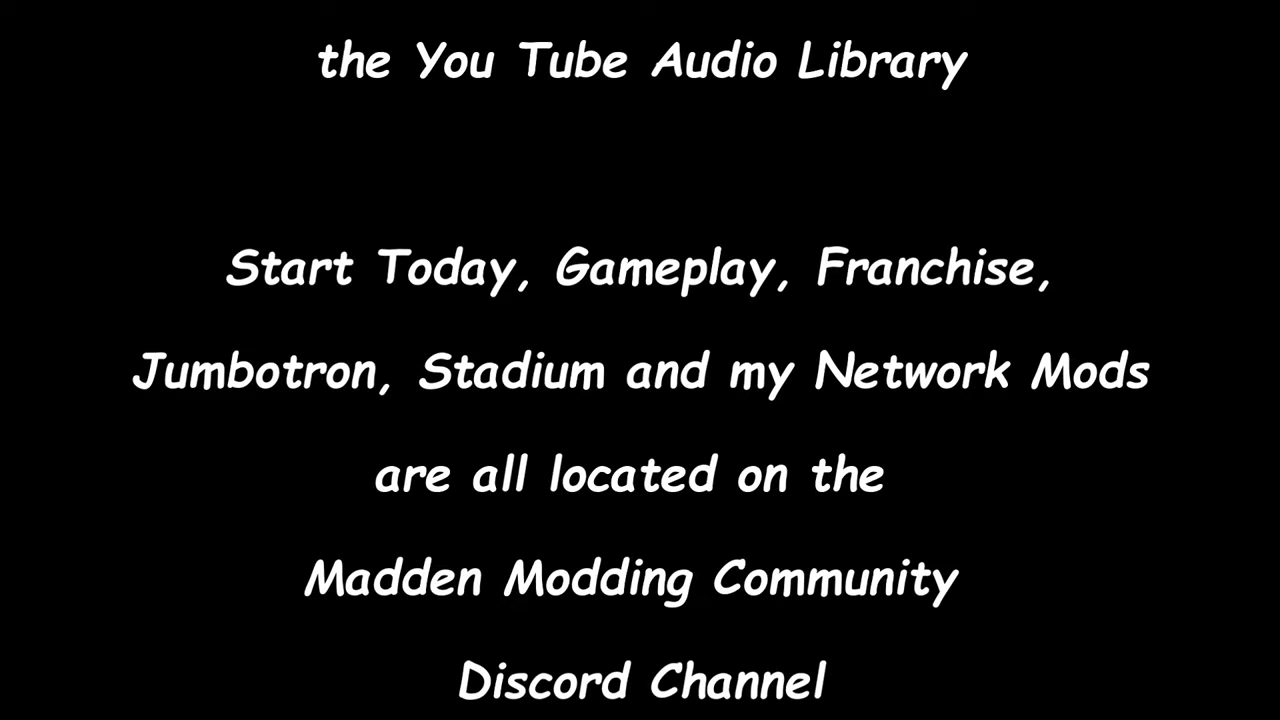 the You Tube Audio Library
Start Today, Gameplay, Franchise,
Jumbotron, Stadium and my Network Mods
are all located on the
Madden Modding Community
Discord Channel